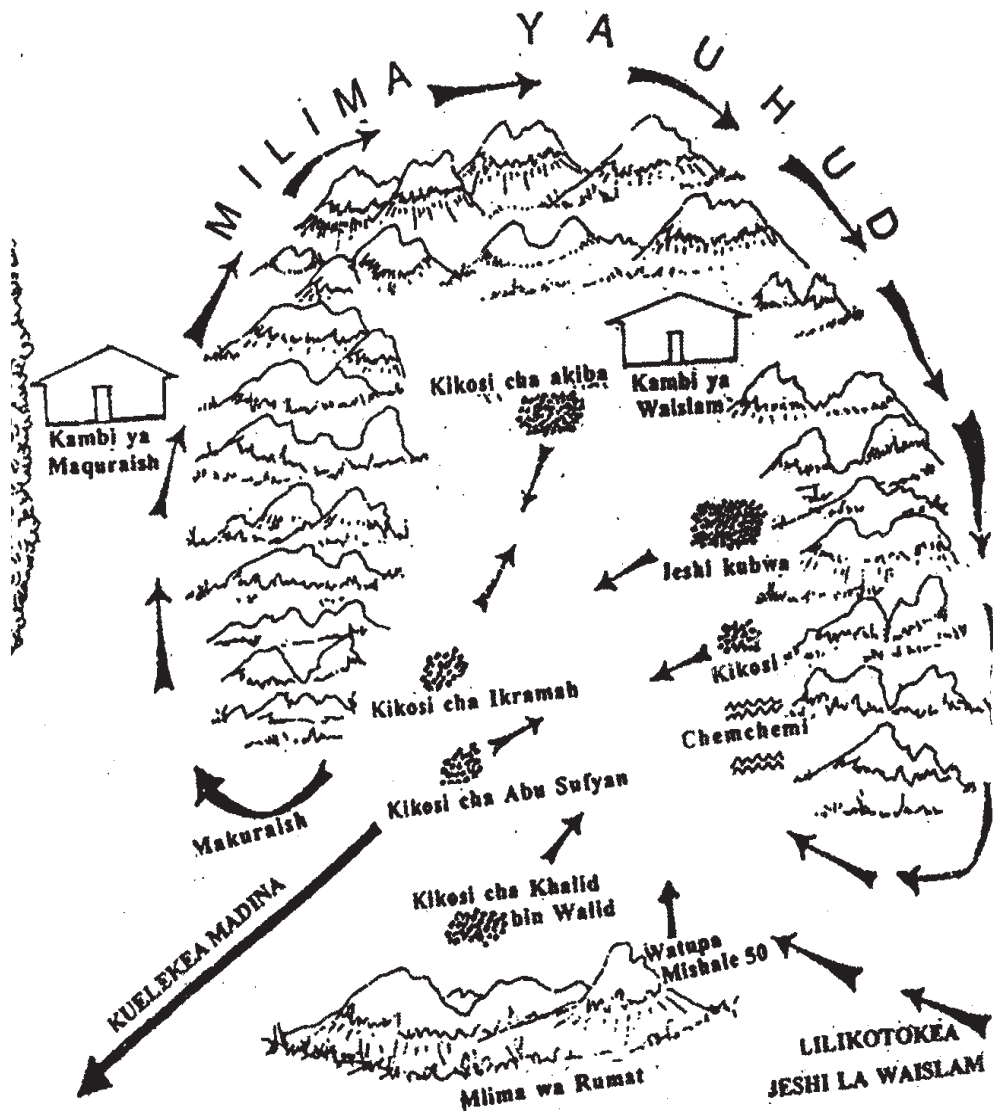 MILIMA YA UHUD
Kikosi cha akiba
Kambi ya
Waislam
Kambi ya
Maquraish
Jeshi kubwa
Kikosi
Kikosi cha Ikramah
Chemchemi
Kikosi cha Abu Sufyan
Makuraish
Kikosi cha Khalid
bin Walid
KUELEKEA MADINA
Watupa
Mishale 50
LILIKOTOKEA
JESHI LA WAISLAM
Mlima wa Rumat